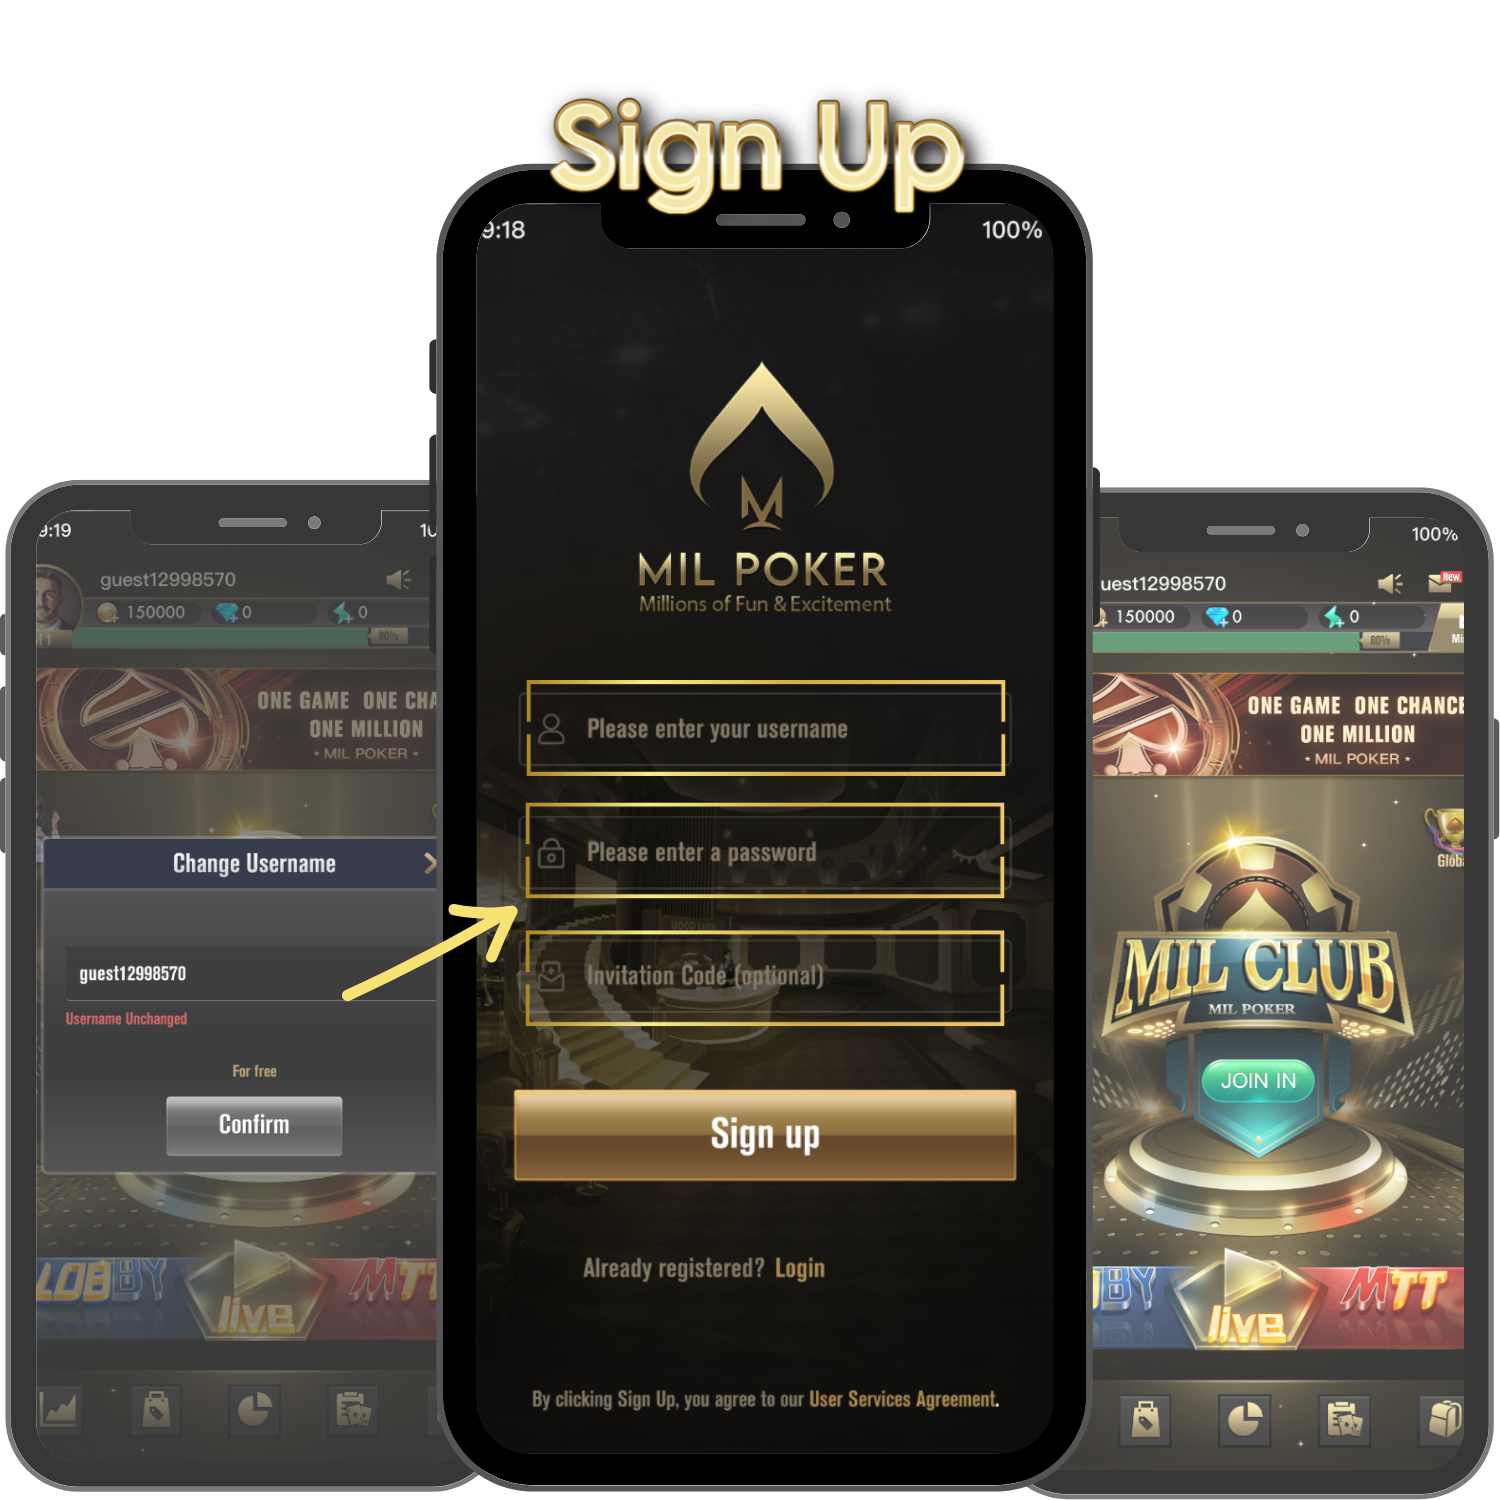 Sign Up
9:18
100%
MIL POKER
Millions of Fun & Excitement
Please enter your username
Please enter a password
Invitation Code (optional)
Sign up
Already registered? Login
By clicking Sign Up, you agree to our User Services Agreement.
9:19
guest12998570
150000
0
0
80%
ONE GAME ONE CHA
ONE MILLION
• MIL POKER •
Change Username
guest12998570
Username Unchanged
For free
Confirm
LOBBY
live
MTT
100%
uest12998570
New
150000
0
0
80%
ONE GAME ONE CHANCE
ONE MILLION
• MIL POKER •
Glob
MIL CLUB
MIL POKER
JOIN IN
BY
live
MTT